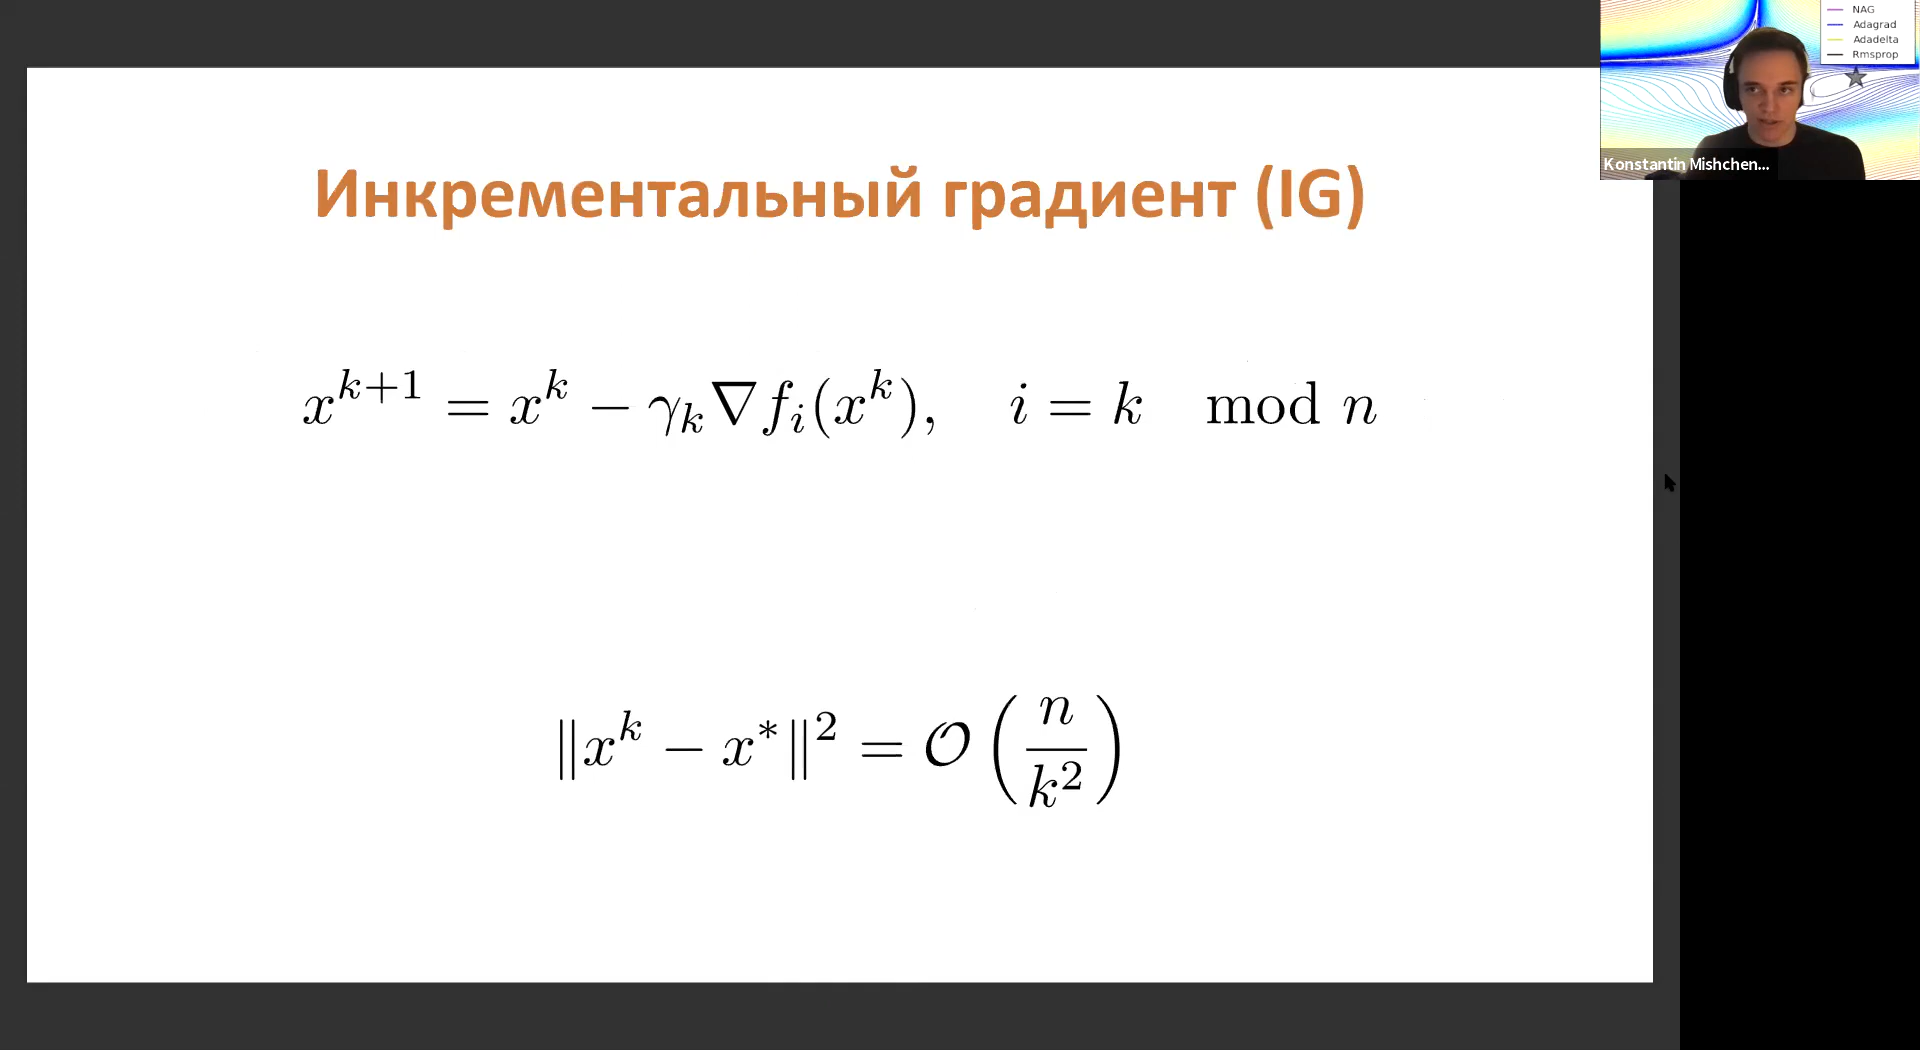 NAG
Adagrad
Adadelta
Rmsprop
Konstantin Mishchen...
Инкрементальный градиент (IG)
x^{k+1} = x^k − γ_k ∇f_i(x^k), i = k mod n
‖x^k − x^*‖^2 = 𝒪(n/k^2)